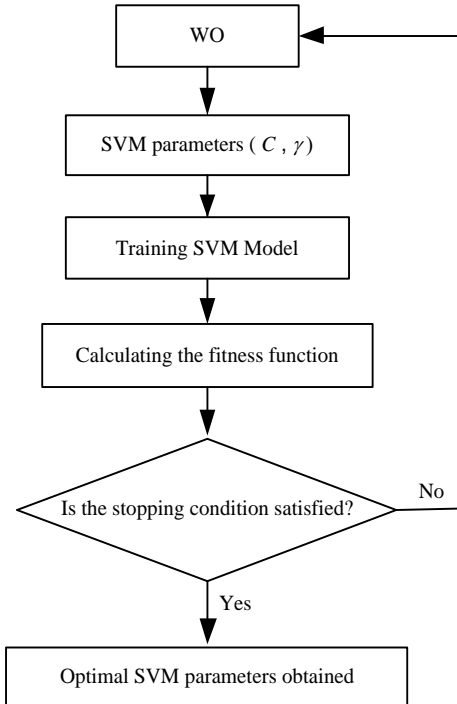 WO
SVM parameters ( C , γ)
Training SVM Model
Calculating the fitness function
Is the stopping condition satisfied?
No
Yes
Optimal SVM parameters obtained